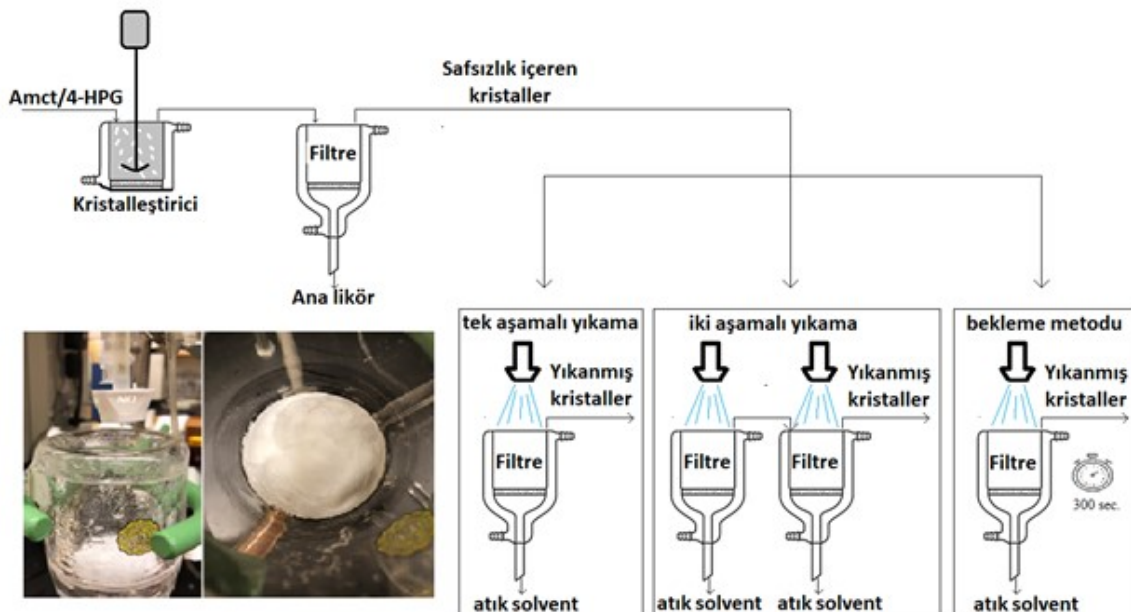 Amct/4-HPG
Kristalleştirici
Filtre
Ana likör
Safsızlık içeren
kristaller
tek aşamalı yıkama
Yıkanmış
kristaller
Filtre
atık solvent
iki aşamalı yıkama
Yıkanmış
kristaller
Filtre
Filtre
atık solvent
atık solvent
bekleme metodu
Yıkanmış
kristaller
Filtre
300 sec.
atık solvent